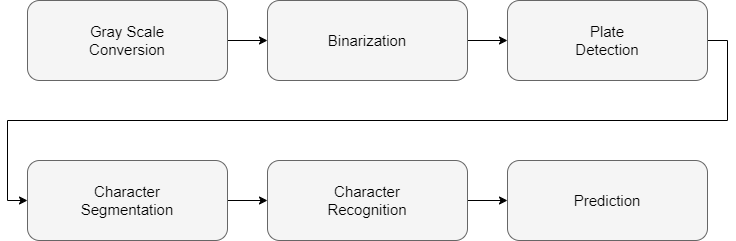 Gray Scale
Conversion
Binarization
Plate
Detection
Character
Segmentation
Character
Recognition
Prediction